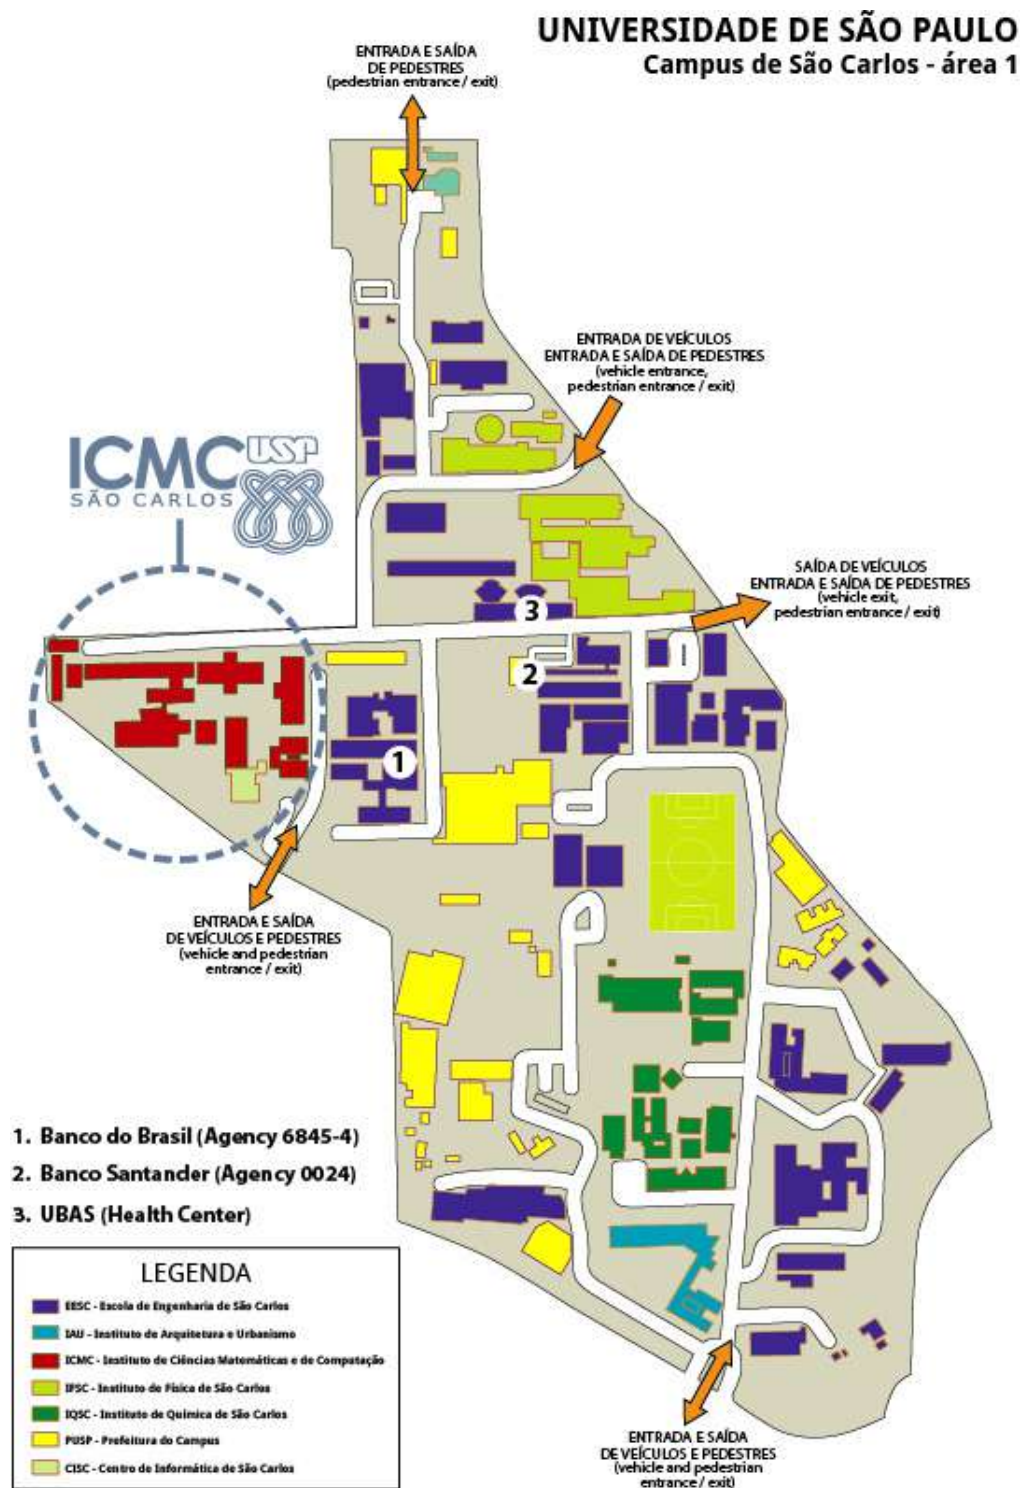 UNIVERSIDADE DE SÃO PAULO
Campus de São Carlos - área 1
ENTRADA E SAÍDA
DE PEDESTRES
(pedestrian entrance / exit)
ENTRADA DE VEÍCULOS
ENTRADA E SAÍDA DE PEDESTRES
(vehicle entrance,
pedestrian entrance / exit)
ICMC USP
SÃO CARLOS
SAÍDA DE VEÍCULOS
ENTRADA E SAÍDA DE PEDESTRES
(vehicle exit,
pedestrian entrance / exit)
3
2
1
ENTRADA E SAÍDA
DE VEÍCULOS E PEDESTRES
(vehicle and pedestrian
entrance / exit)
1. Banco do Brasil (Agency 6845-4)
2. Banco Santander (Agency 0024)
3. UBAS (Health Center)
LEGENDA
EESC - Escola de Engenharia de São Carlos
IAU - Instituto de Arquitetura e Urbanismo
ICMC - Instituto de Ciências Matemáticas e de Computação
IFSC - Instituto de Física de São Carlos
IQSC - Instituto de Química de São Carlos
PUSP - Prefeitura do Campus
CISC - Centro de Informática de São Carlos
ENTRADA E SAÍDA
DE VEÍCULOS E PEDESTRES
(vehicle and pedestrian
entrance / exit)